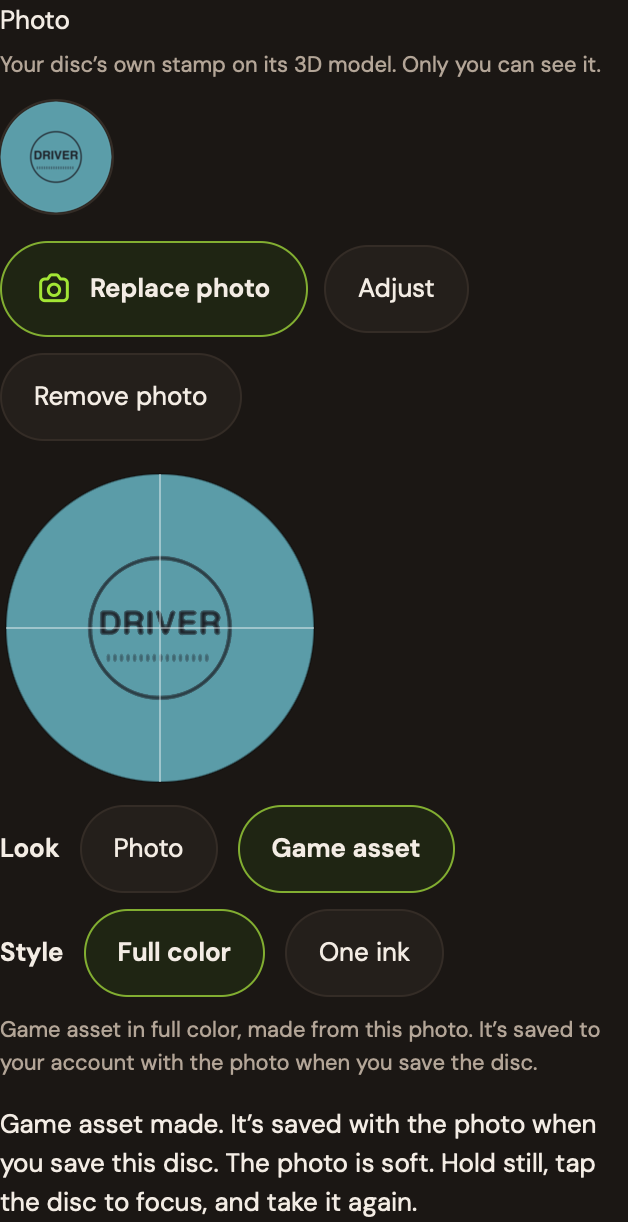 Photo
Your disc’s own stamp on its 3D model. Only you can see it.
DRIVER
Replace photo
Adjust
Remove photo
DRIVER
Look
Photo
Game asset
Style
Full color
One ink
Game asset in full color, made from this photo. It’s saved to
your account with the photo when you save the disc.
Game asset made. It’s saved with the photo when
you save this disc. The photo is soft. Hold still, tap
the disc to focus, and take it again.